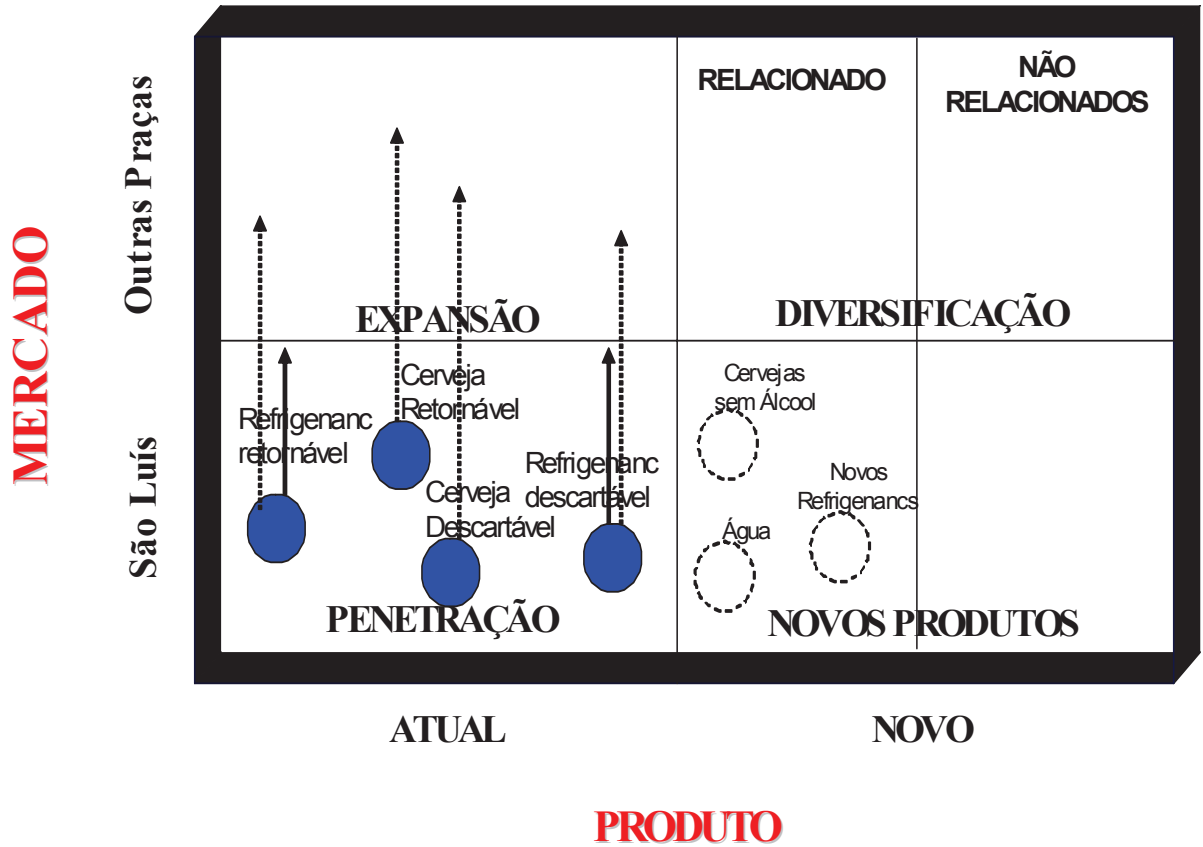 MERCADO
Outras Praças
São Luís
RELACIONADO
NÃO
RELACIONADOS
EXPANSÃO
DIVERSIFICAÇÃO
Refrigenanc
retornável
Cerveja
Retornável
Cerveja
Descartável
Refrigenanc
descartável
Cervejas
sem Álcool
Novos
Refrigenancs
Água
PENETRAÇÃO
NOVOS PRODUTOS
ATUAL
NOVO
PRODUTO